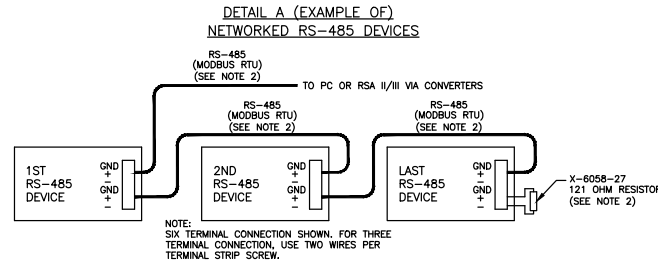 DETAIL A (EXAMPLE OF)
NETWORKED RS-485 DEVICES
RS-485
(MODBUS RTU)
(SEE NOTE 2)
TO PC OR RSA II/III VIA CONVERTERS
RS-485
(MODBUS RTU)
(SEE NOTE 2)
RS-485
(MODBUS RTU)
(SEE NOTE 2)
1ST
RS-485
DEVICE
GND
+
-
GND
+
-
2ND
RS-485
DEVICE
GND
+
-
GND
+
-
LAST
RS-485
DEVICE
GND
+
-
GND
+
-
X-6058-27
121 OHM RESISTOR
(SEE NOTE 2)
NOTE:
SIX TERMINAL CONNECTION SHOWN. FOR THREE
TERMINAL CONNECTION, USE TWO WIRES PER
TERMINAL STRIP SCREW.